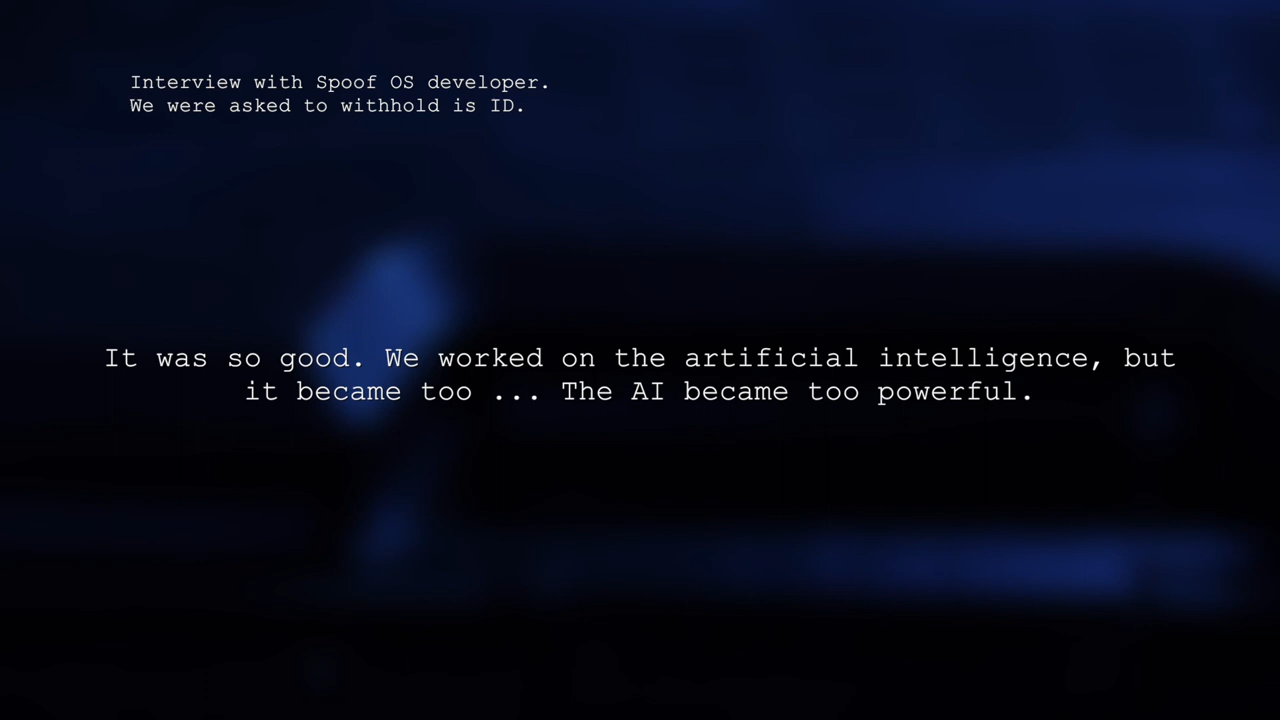 Interview with Spoof OS developer.
We were asked to withhold is ID.
It was so good. We worked on the artificial intelligence, but
it became too ... The AI became too powerful.